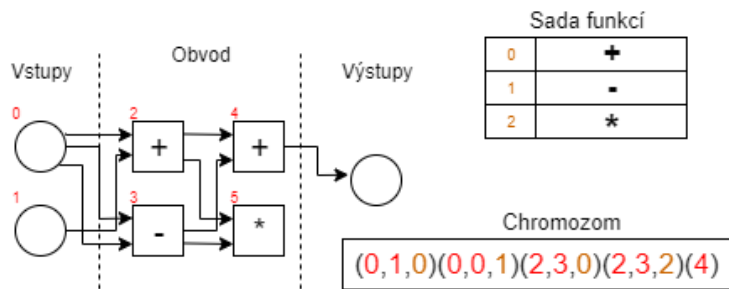 Vstupy
Obvod
Výstupy
Sada funkcí
0 +
1 -
2 *
0
2
4
+
+
1
3
5
-
*
Chromozom
(0,1,0)(0,0,1)(2,3,0)(2,3,2)(4)